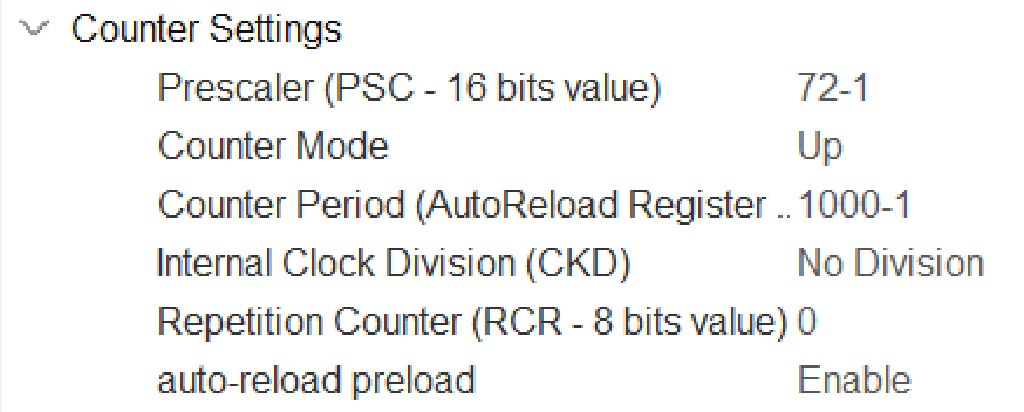 Counter Settings
Prescaler (PSC - 16 bits value) 72-1
Counter Mode Up
Counter Period (AutoReload Register .. 1000-1
Internal Clock Division (CKD) No Division
Repetition Counter (RCR - 8 bits value) 0
auto-reload preload Enable